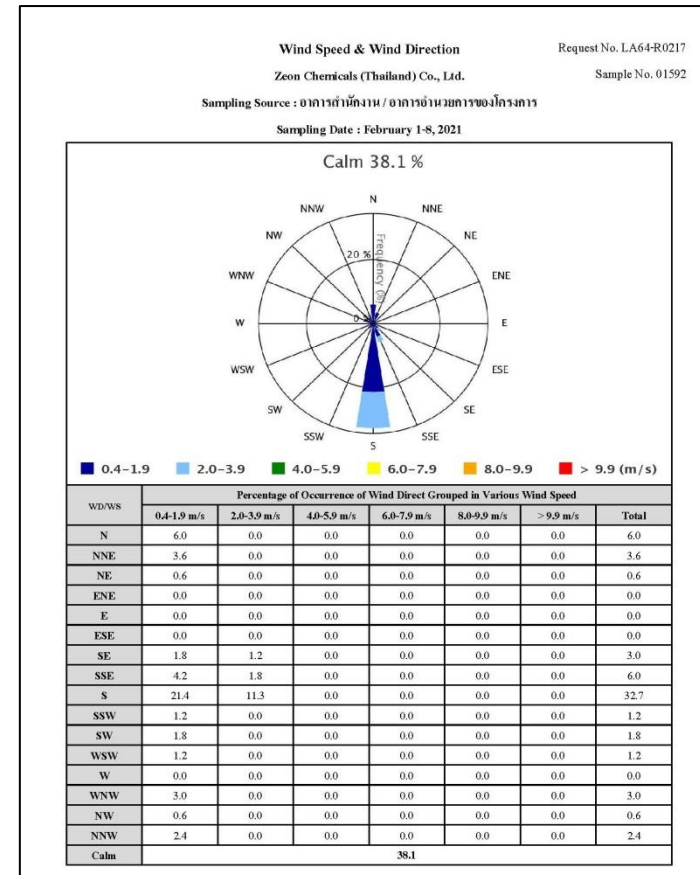 Wind Speed & Wind Direction
Request No. LA64-R0217
Zeon Chemicals (Thailand) Co., Ltd.
Sample No. 01592
Sampling Source : อาคารสำนักงาน / อาคารอำนวยการของโครงการ
Sampling Date : February 1-8, 2021
Calm 38.1 %
N
NNE
NE
ENE
E
ESE
SE
SSE
S
SSW
SW
WSW
W
WNW
NW
NNW
20 %
0 %
Frequency (%)
0.4-1.9 2.0-3.9 4.0-5.9 6.0-7.9 8.0-9.9 > 9.9 (m/s)
WD/WS Percentage of Occurrence of Wind Direct Grouped in Various Wind Speed
0.4-1.9 m/s 2.0-3.9 m/s 4.0-5.9 m/s 6.0-7.9 m/s 8.0-9.9 m/s > 9.9 m/s Total
N 6.0 0.0 0.0 0.0 0.0 0.0 6.0
NNE 3.6 0.0 0.0 0.0 0.0 0.0 3.6
NE 0.6 0.0 0.0 0.0 0.0 0.0 0.6
ENE 0.0 0.0 0.0 0.0 0.0 0.0 0.0
E 0.0 0.0 0.0 0.0 0.0 0.0 0.0
ESE 0.0 0.0 0.0 0.0 0.0 0.0 0.0
SE 1.8 1.2 0.0 0.0 0.0 0.0 3.0
SSE 4.2 1.8 0.0 0.0 0.0 0.0 6.0
S 21.4 11.3 0.0 0.0 0.0 0.0 32.7
SSW 1.2 0.0 0.0 0.0 0.0 0.0 1.2
SW 1.8 0.0 0.0 0.0 0.0 0.0 1.8
WSW 1.2 0.0 0.0 0.0 0.0 0.0 1.2
W 0.0 0.0 0.0 0.0 0.0 0.0 0.0
WNW 3.0 0.0 0.0 0.0 0.0 0.0 3.0
NW 0.6 0.0 0.0 0.0 0.0 0.0 0.6
NNW 2.4 0.0 0.0 0.0 0.0 0.0 2.4
Calm 38.1